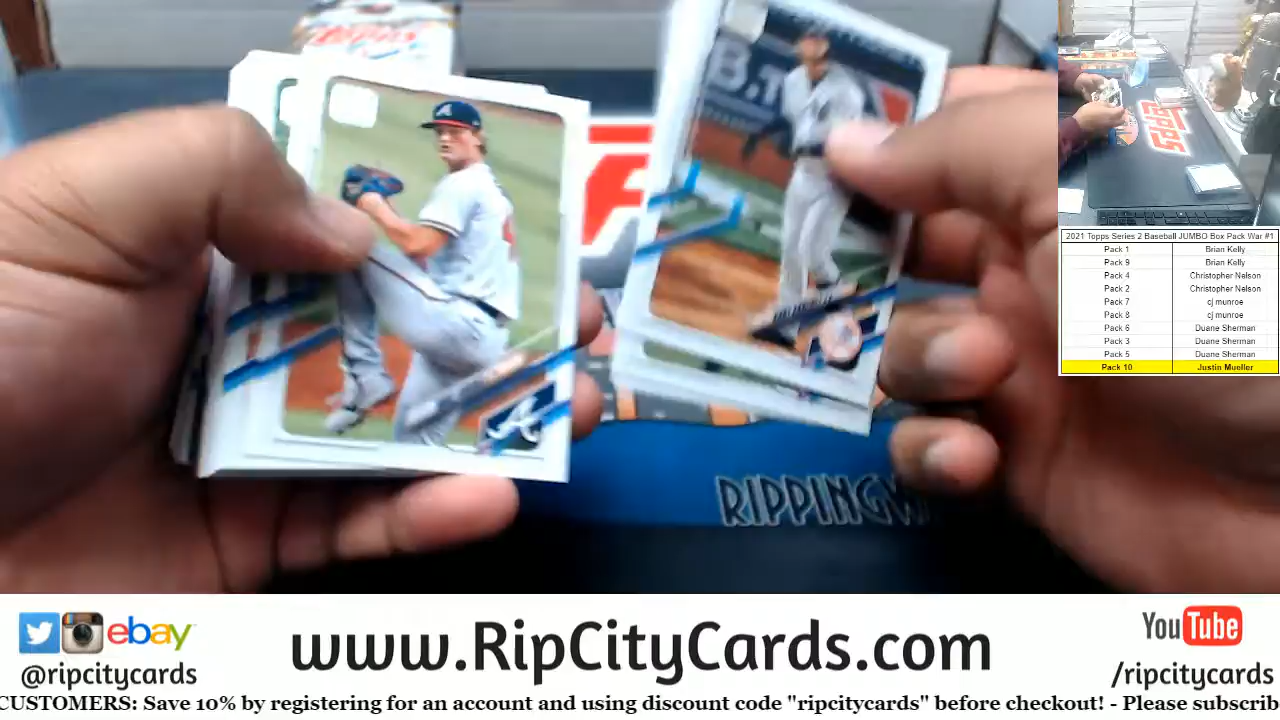 B.T
RIPPINGW
TOPPS
2021 Topps Series 2 Baseball JUMBO Box Pack War #1
Pack 1 Brian Kelly
Pack 9 Brian Kelly
Pack 4 Christopher Nelson
Pack 2 Christopher Nelson
Pack 7 cj munroe
Pack 8 cj munroe
Pack 6 Duane Sherman
Pack 3 Duane Sherman
Pack 5 Duane Sherman
Pack 10 Justin Mueller
ebay
@ripcitycards
www.RipCityCards.com
YouTube
/ripcitycards
CUSTOMERS: Save 10% by registering for an account and using discount code "ripcitycards" before checkout! - Please subscrib